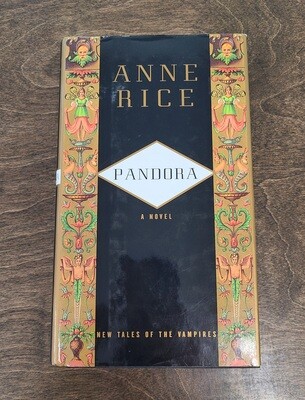 ANNE
RICE
PANDORA
A NOVEL
NEW TALES OF THE VAMPIRES